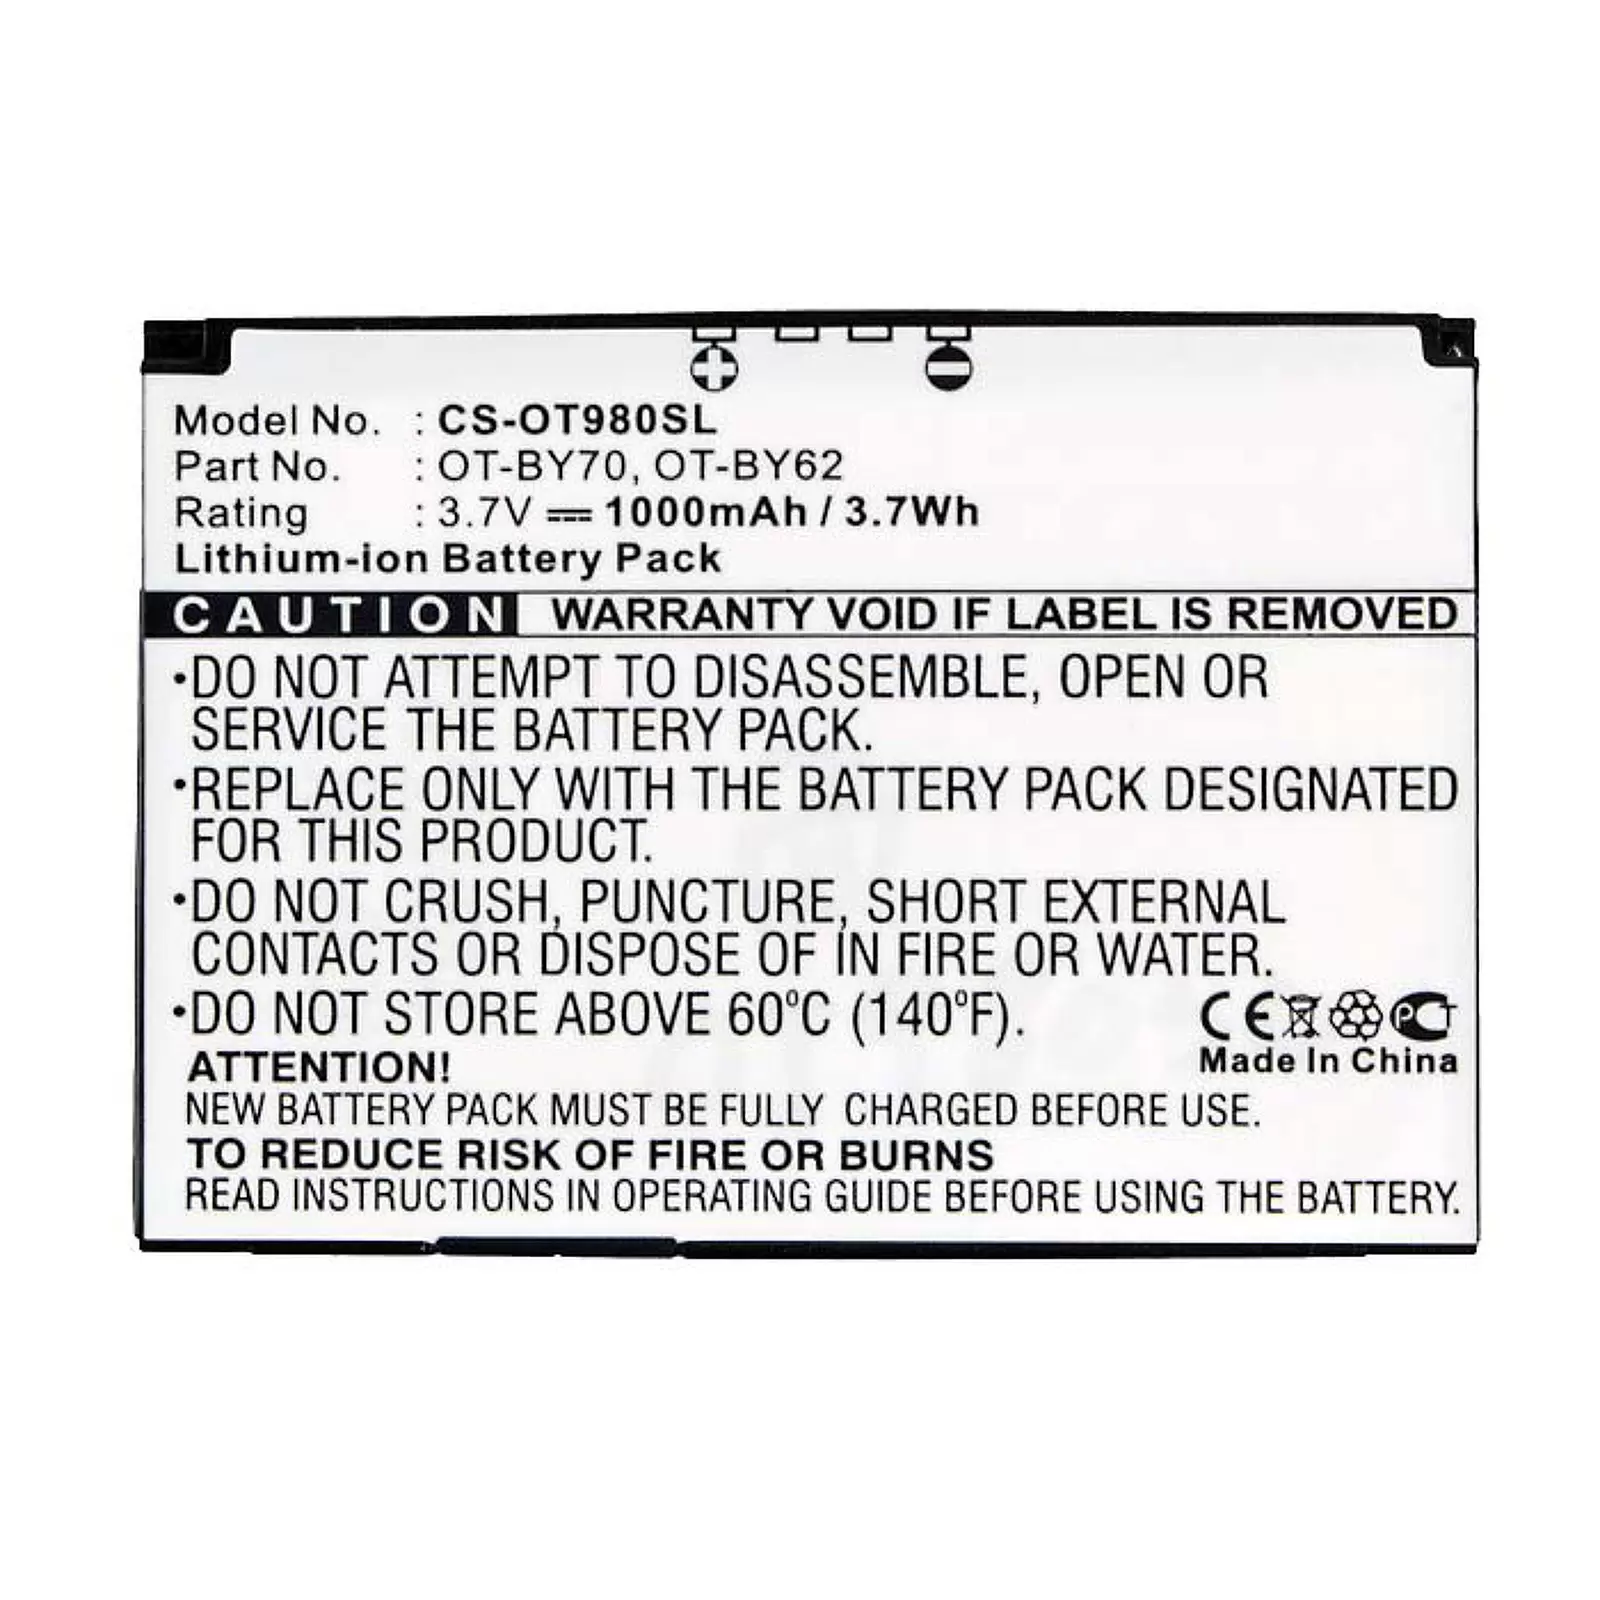 Model No. : CS-OT980SL
Part No. : OT-BY70, OT-BY62
Rating : 3.7V ⎓ 1000mAh / 3.7Wh
Lithium-ion Battery Pack
CAUTION WARRANTY VOID IF LABEL IS REMOVED
•DO NOT ATTEMPT TO DISASSEMBLE, OPEN OR
SERVICE THE BATTERY PACK.
•REPLACE ONLY WITH THE BATTERY PACK DESIGNATED
FOR THIS PRODUCT.
•DO NOT CRUSH, PUNCTURE, SHORT EXTERNAL
CONTACTS OR DISPOSE OF IN FIRE OR WATER.
•DO NOT STORE ABOVE 60°C (140°F).
CE PCT
Made In China
ATTENTION!
NEW BATTERY PACK MUST BE FULLY CHARGED BEFORE USE.
TO REDUCE RISK OF FIRE OR BURNS
READ INSTRUCTIONS IN OPERATING GUIDE BEFORE USING THE BATTERY.